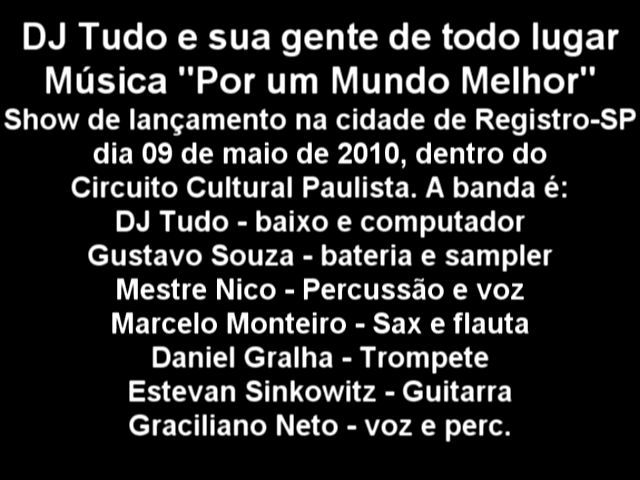 DJ Tudo e sua gente de todo lugar
Música "Por um Mundo Melhor"
Show de lançamento na cidade de Registro-SP
dia 09 de maio de 2010, dentro do
Circuito Cultural Paulista. A banda é:
DJ Tudo - baixo e computador
Gustavo Souza - bateria e sampler
Mestre Nico - Percussão e voz
Marcelo Monteiro - Sax e flauta
Daniel Gralha - Trompete
Estevan Sinkowitz - Guitarra
Graciliano Neto - voz e perc.